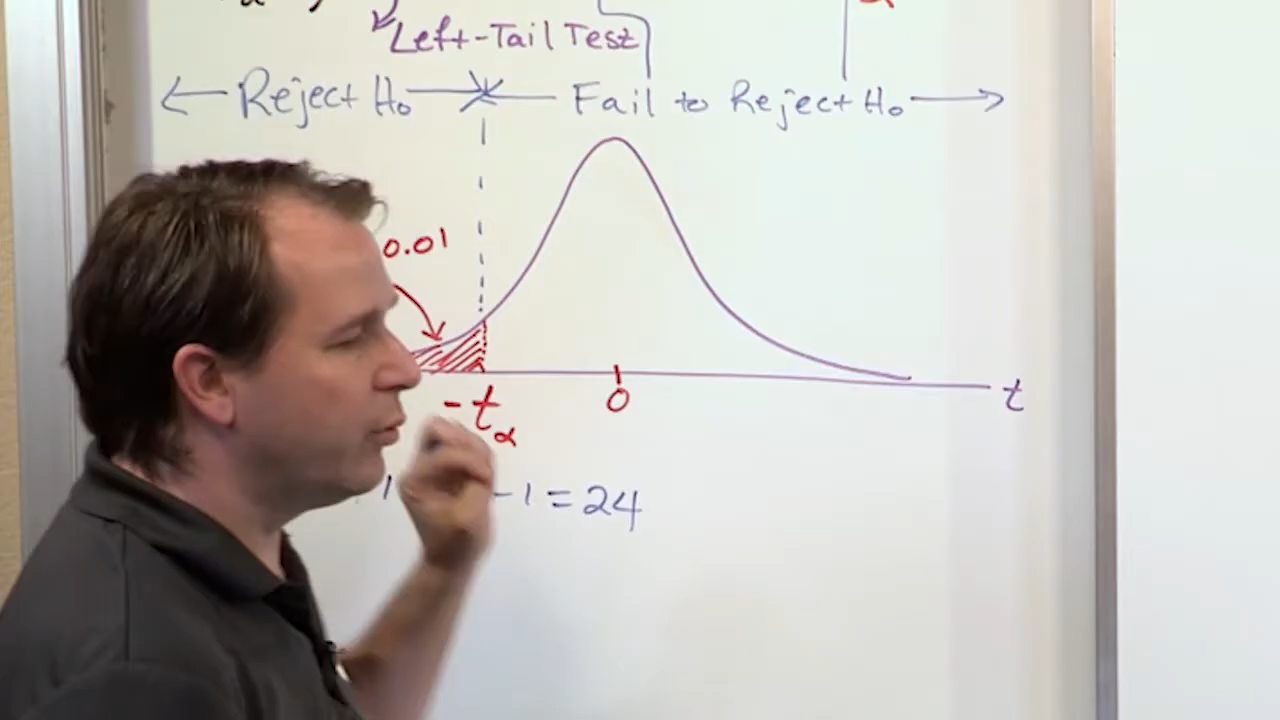 Left-Tail Test
Reject H₀ Fail to Reject H₀
0.01
-tα 0 t
-1 = 24